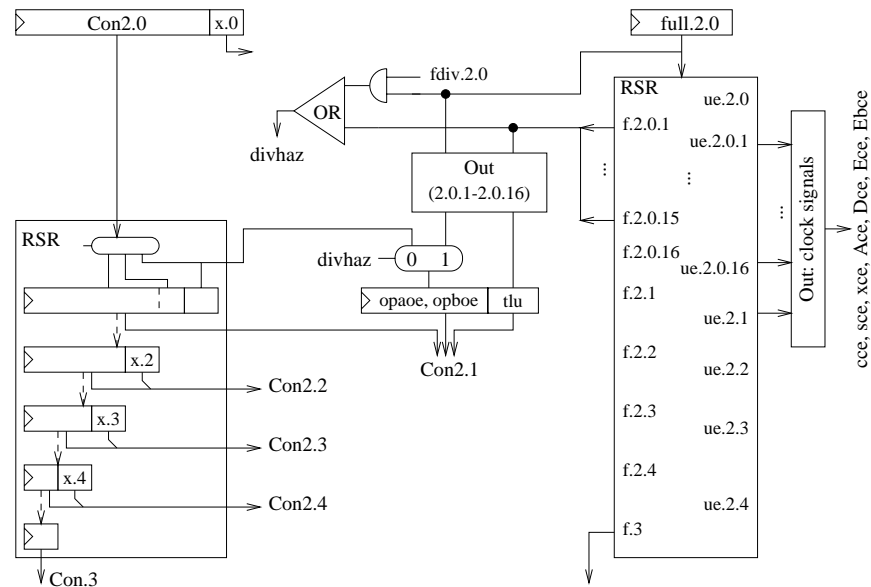 Con2.0 x.0 full.2.0
fdiv.2.0
OR
divhaz
RSR
ue.2.0
f.2.0.1
ue.2.0.1
...
...
...
f.2.0.15
f.2.0.16
ue.2.0.16
f.2.1
ue.2.1
f.2.2
ue.2.2
f.2.3
ue.2.3
f.2.4
ue.2.4
f.3
Out: clock signals
cce, sce, xce, Ace, Dce, Ece, Ebce
Out
(2.0.1-2.0.16)
RSR
divhaz 0 1
opaoe, opboe tlu
Con2.1
x.2
Con2.2
x.3
Con2.3
x.4
Con2.4
Con.3